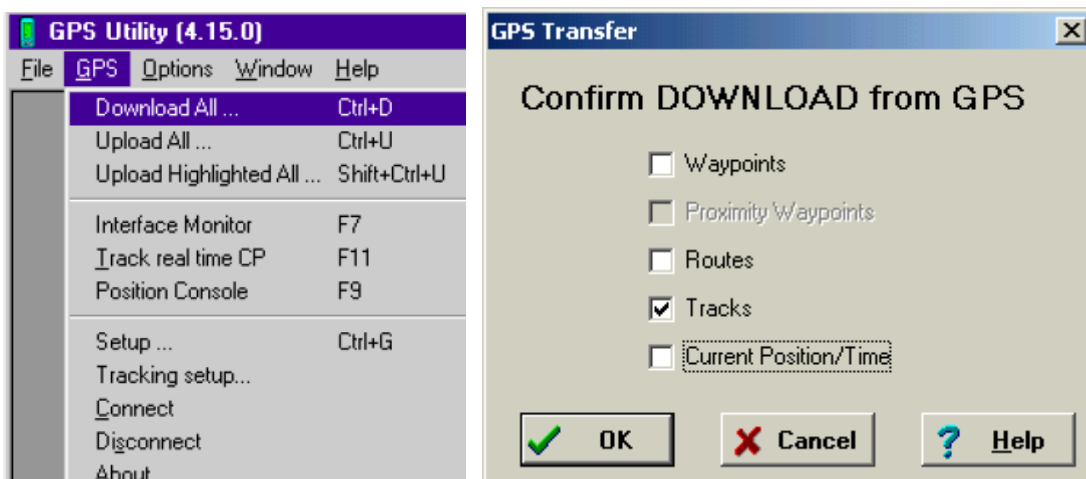 GPS Utility (4.15.0)
File GPS Options Window Help
Download All ... Ctrl+D
Upload All ... Ctrl+U
Upload Highlighted All ... Shift+Ctrl+U
Interface Monitor F7
Track real time CP F11
Position Console F9
Setup ... Ctrl+G
Tracking setup...
Connect
Disconnect
About
GPS Transfer
Confirm DOWNLOAD from GPS
Waypoints
Proximity Waypoints
Routes
Tracks
Current Position/Time
OK Cancel Help